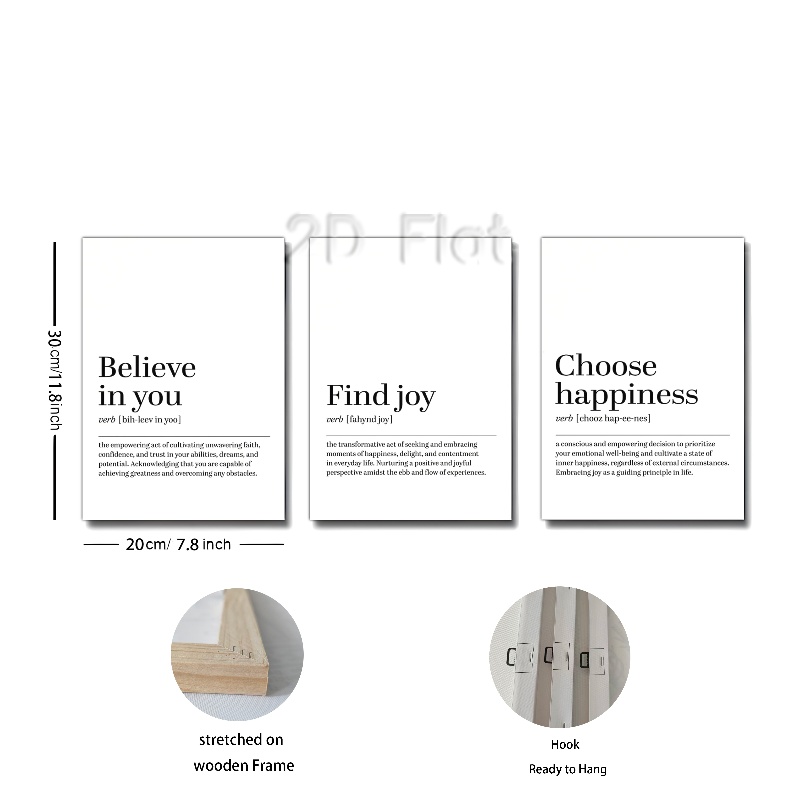 2D Flat
30cm/11.8inch
Believe
in you
verb [bih-leev in yoo]
the empowering act of cultivating unwavering faith,
confidence, and trust in your abilities, dreams, and
potential. Acknowledging that you are capable of
achieving greatness and overcoming any obstacles.
Find joy
verb [fahynd joy]
the transformative act of seeking and embracing
moments of happiness, delight, and contentment
in everyday life. Nurturing a positive and joyful
perspective amidst the ebb and flow of experiences.
Choose
happiness
verb [chooz hap-ee-nes]
a conscious and empowering decision to prioritize
your emotional well-being and cultivate a state of
inner happiness, regardless of external circumstances.
Embracing joy as a guiding principle in life.
20cm/ 7.8 inch
stretched on
wooden Frame
Hook
Ready to Hang